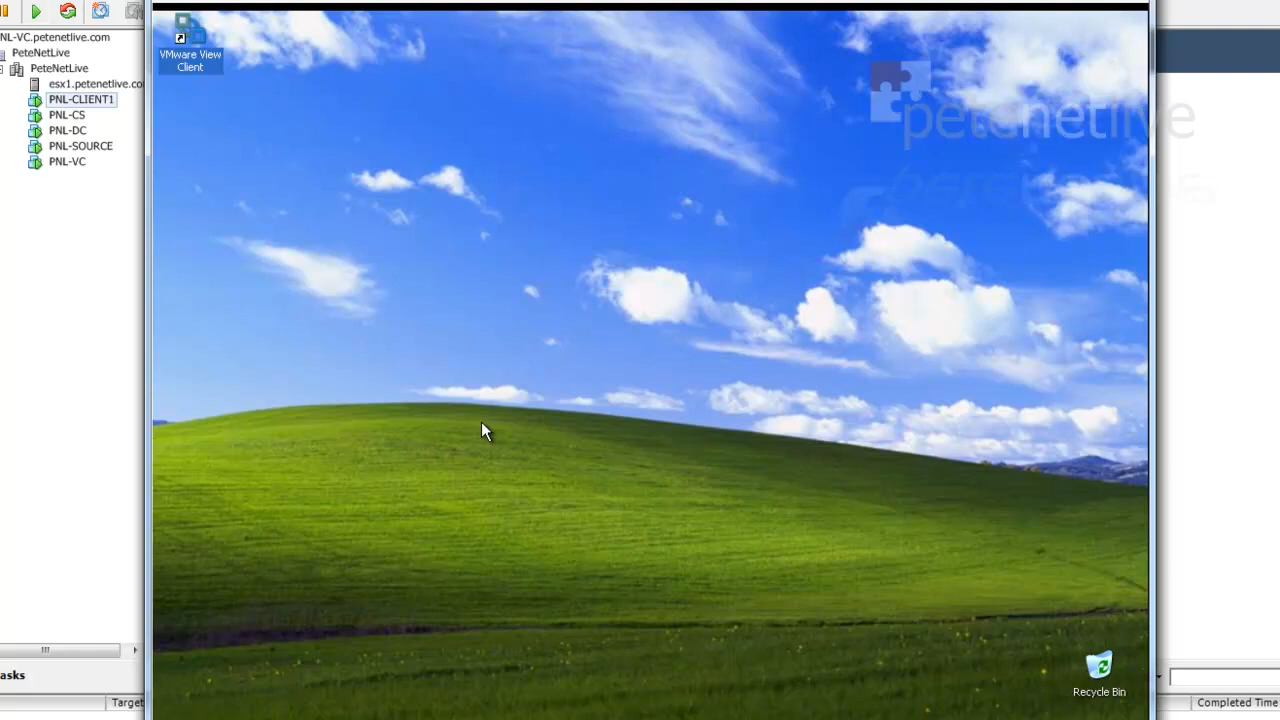 NL-VC.petenetlive.com
PeteNetLive
PeteNetLive
esx1.petenetlive.co
PNL-CLIENT1
PNL-CS
PNL-DC
PNL-SOURCE
PNL-VC
VMware View
Client
petenetlive
Recycle Bin
asks
Target
Completed Time